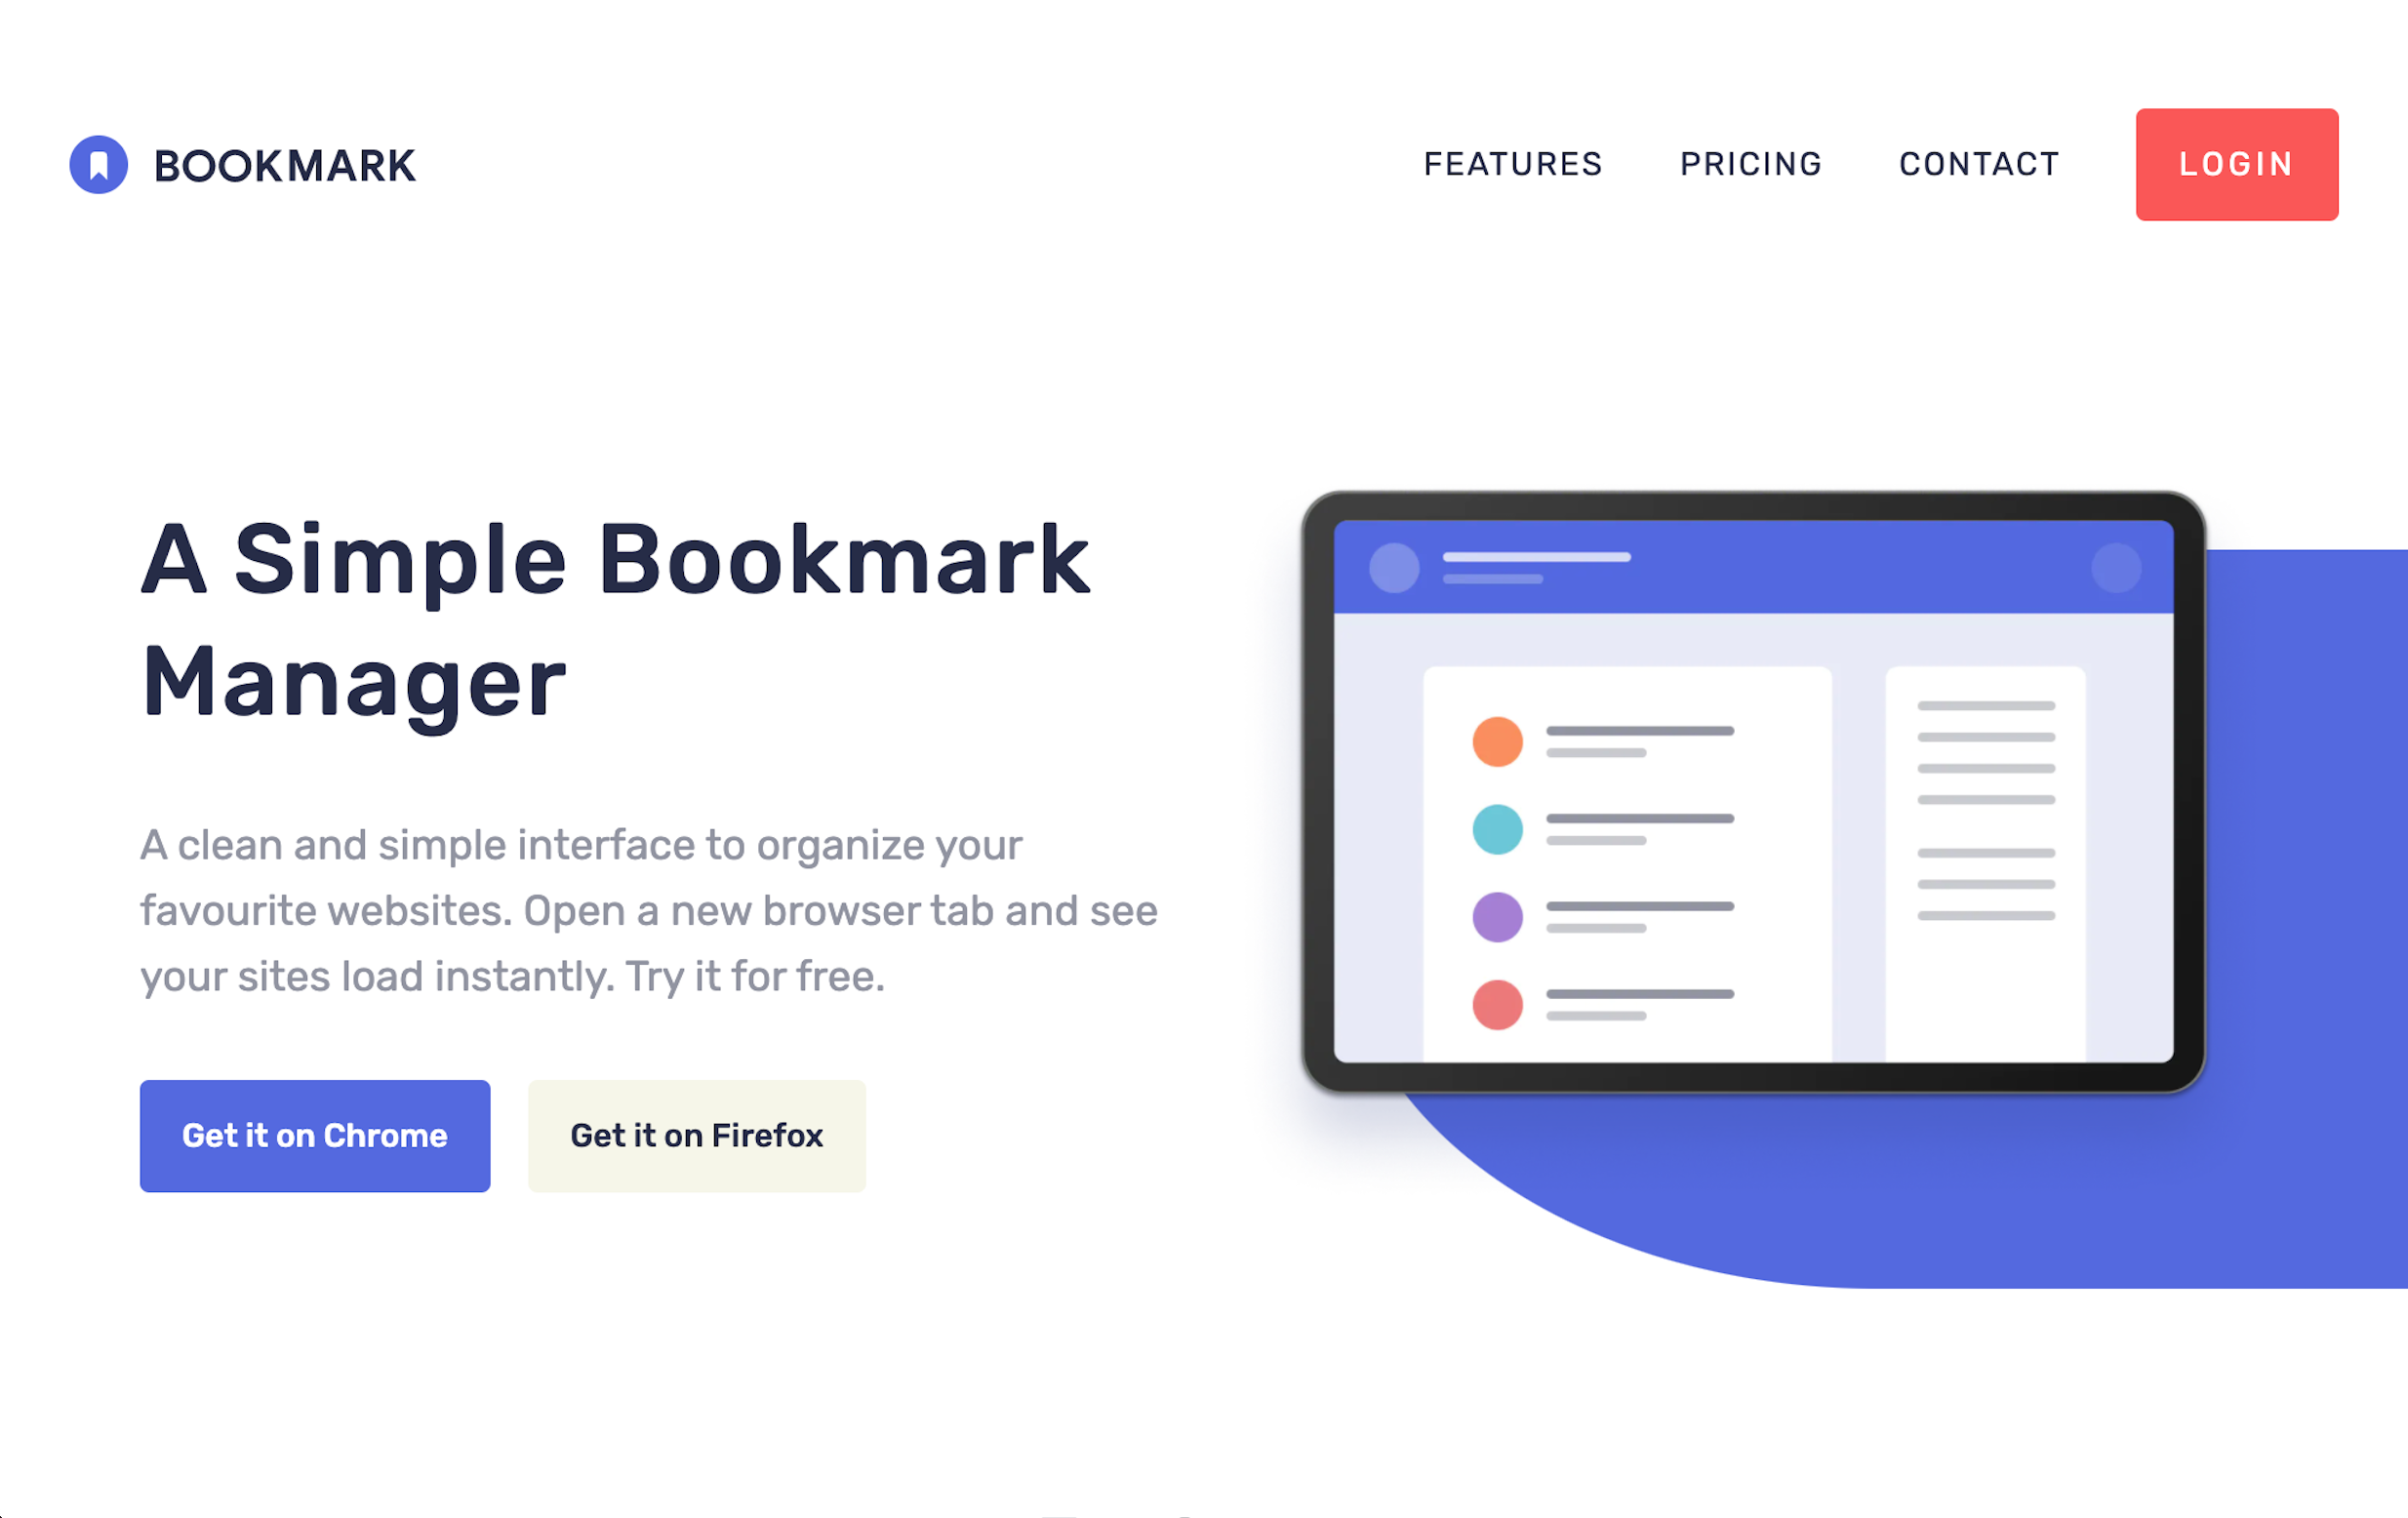 BOOKMARK
FEATURES
PRICING
CONTACT
LOGIN
A Simple Bookmark
Manager
A clean and simple interface to organize your
favourite websites. Open a new browser tab and see
your sites load instantly. Try it for free.
Get it on Chrome
Get it on Firefox